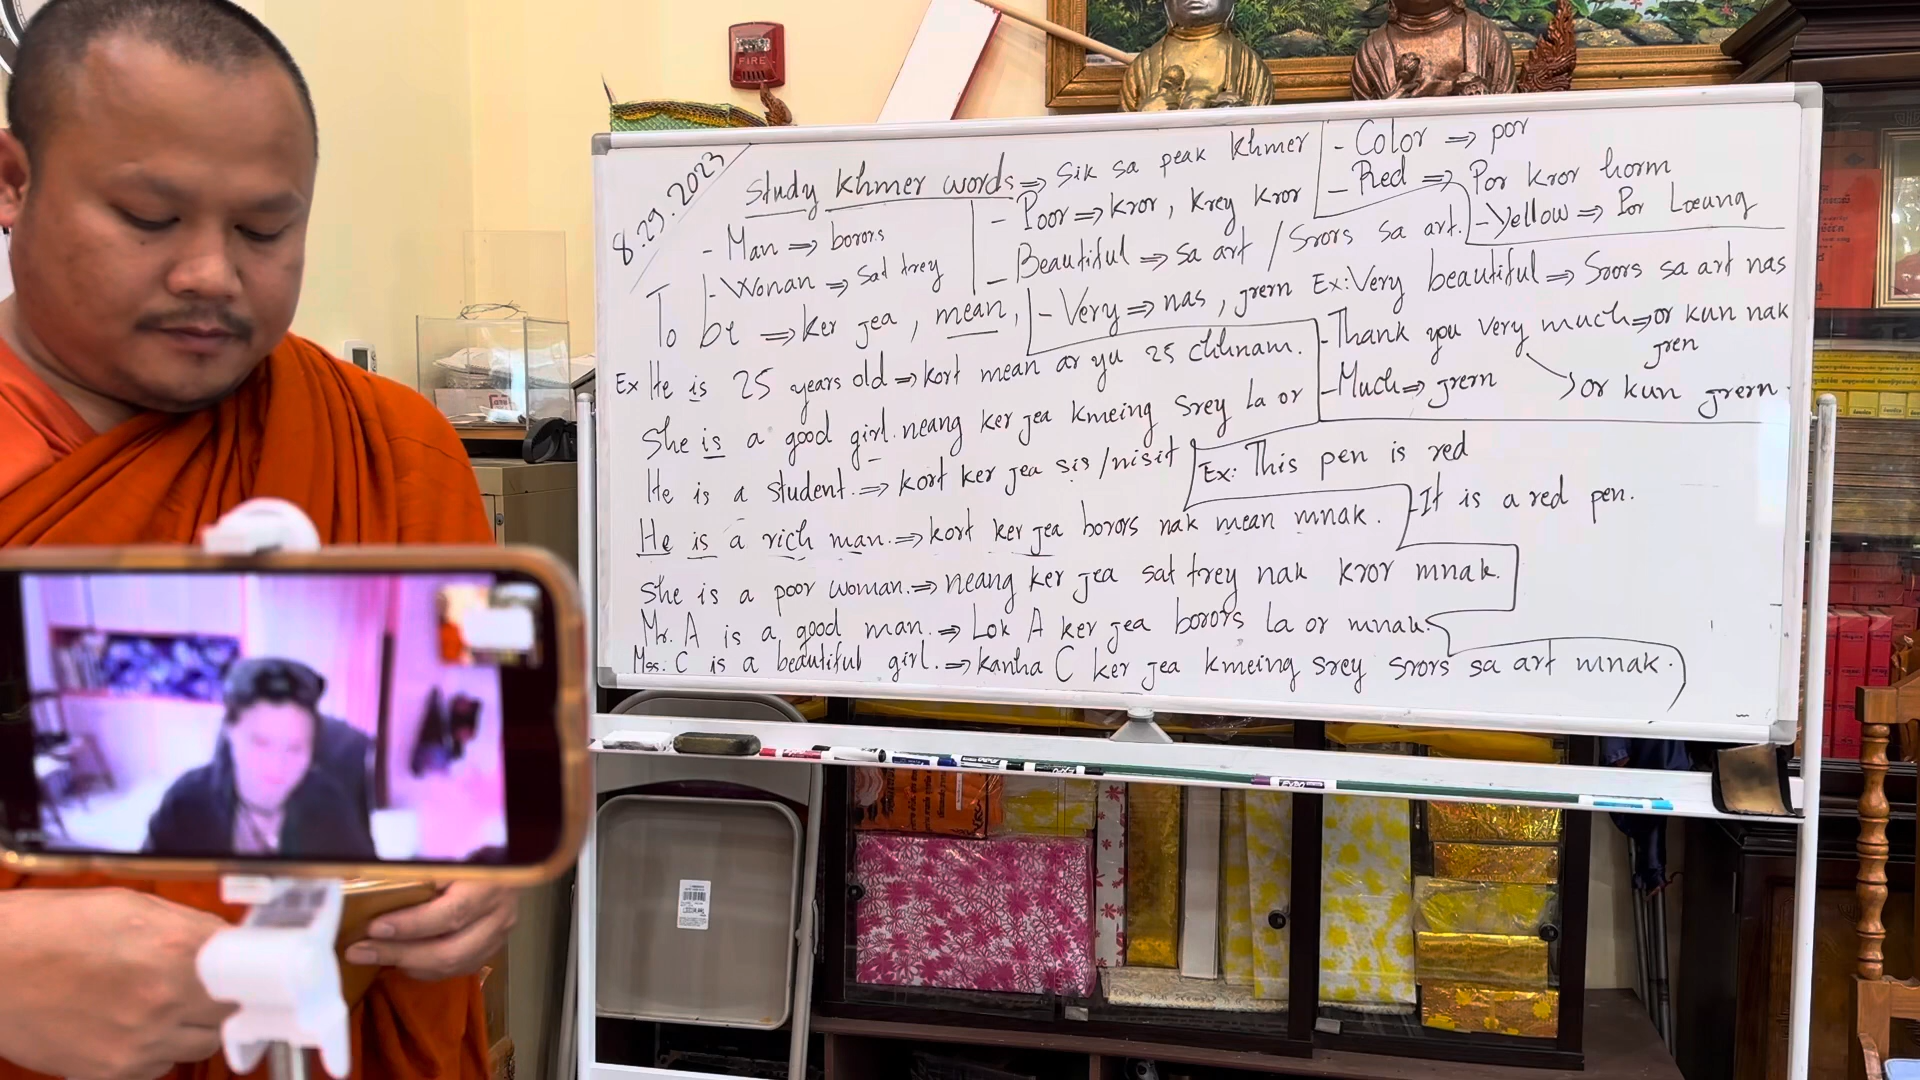 8.29.2023
Study Khmer words ⇒ Sik sa peak Khmer
- Man ⇒ borors
- Wonan ⇒ Sat trey
- Poor ⇒ kror, krey kror
- Beautiful ⇒ sa art / Srors sa art.
- Color ⇒ por
- Red ⇒ Por kror horm
- Yellow ⇒ Por Lœung
To be ⇒ ker jea, mean,
- Very ⇒ nas, jrern Ex: Very beautiful ⇒ Srors sa art nas
Ex He is 25 years old ⇒ kort mean ar yu 25 chhnam.
- Thank you very much ⇒ or kun nak jren
or kun jrern.
- Much ⇒ jrern
She is a good girl. neang ker jea kmeing Srey La or
He is a student. ⇒ kort ker jea sis / nisit
Ex: This pen is red
- It is a red pen.
He is a rich man. ⇒ kort ker jea borors nak mean mnak.
She is a poor woman. ⇒ neang ker jea sat trey nak kror mnak.
Mr. A is a good man. ⇒ Lok A ker jea borors La or mnak.
Mss. C is a beautiful girl. ⇒ kanha C ker jea kmeing srey srors sa art mnak.
FIRE
EXPO